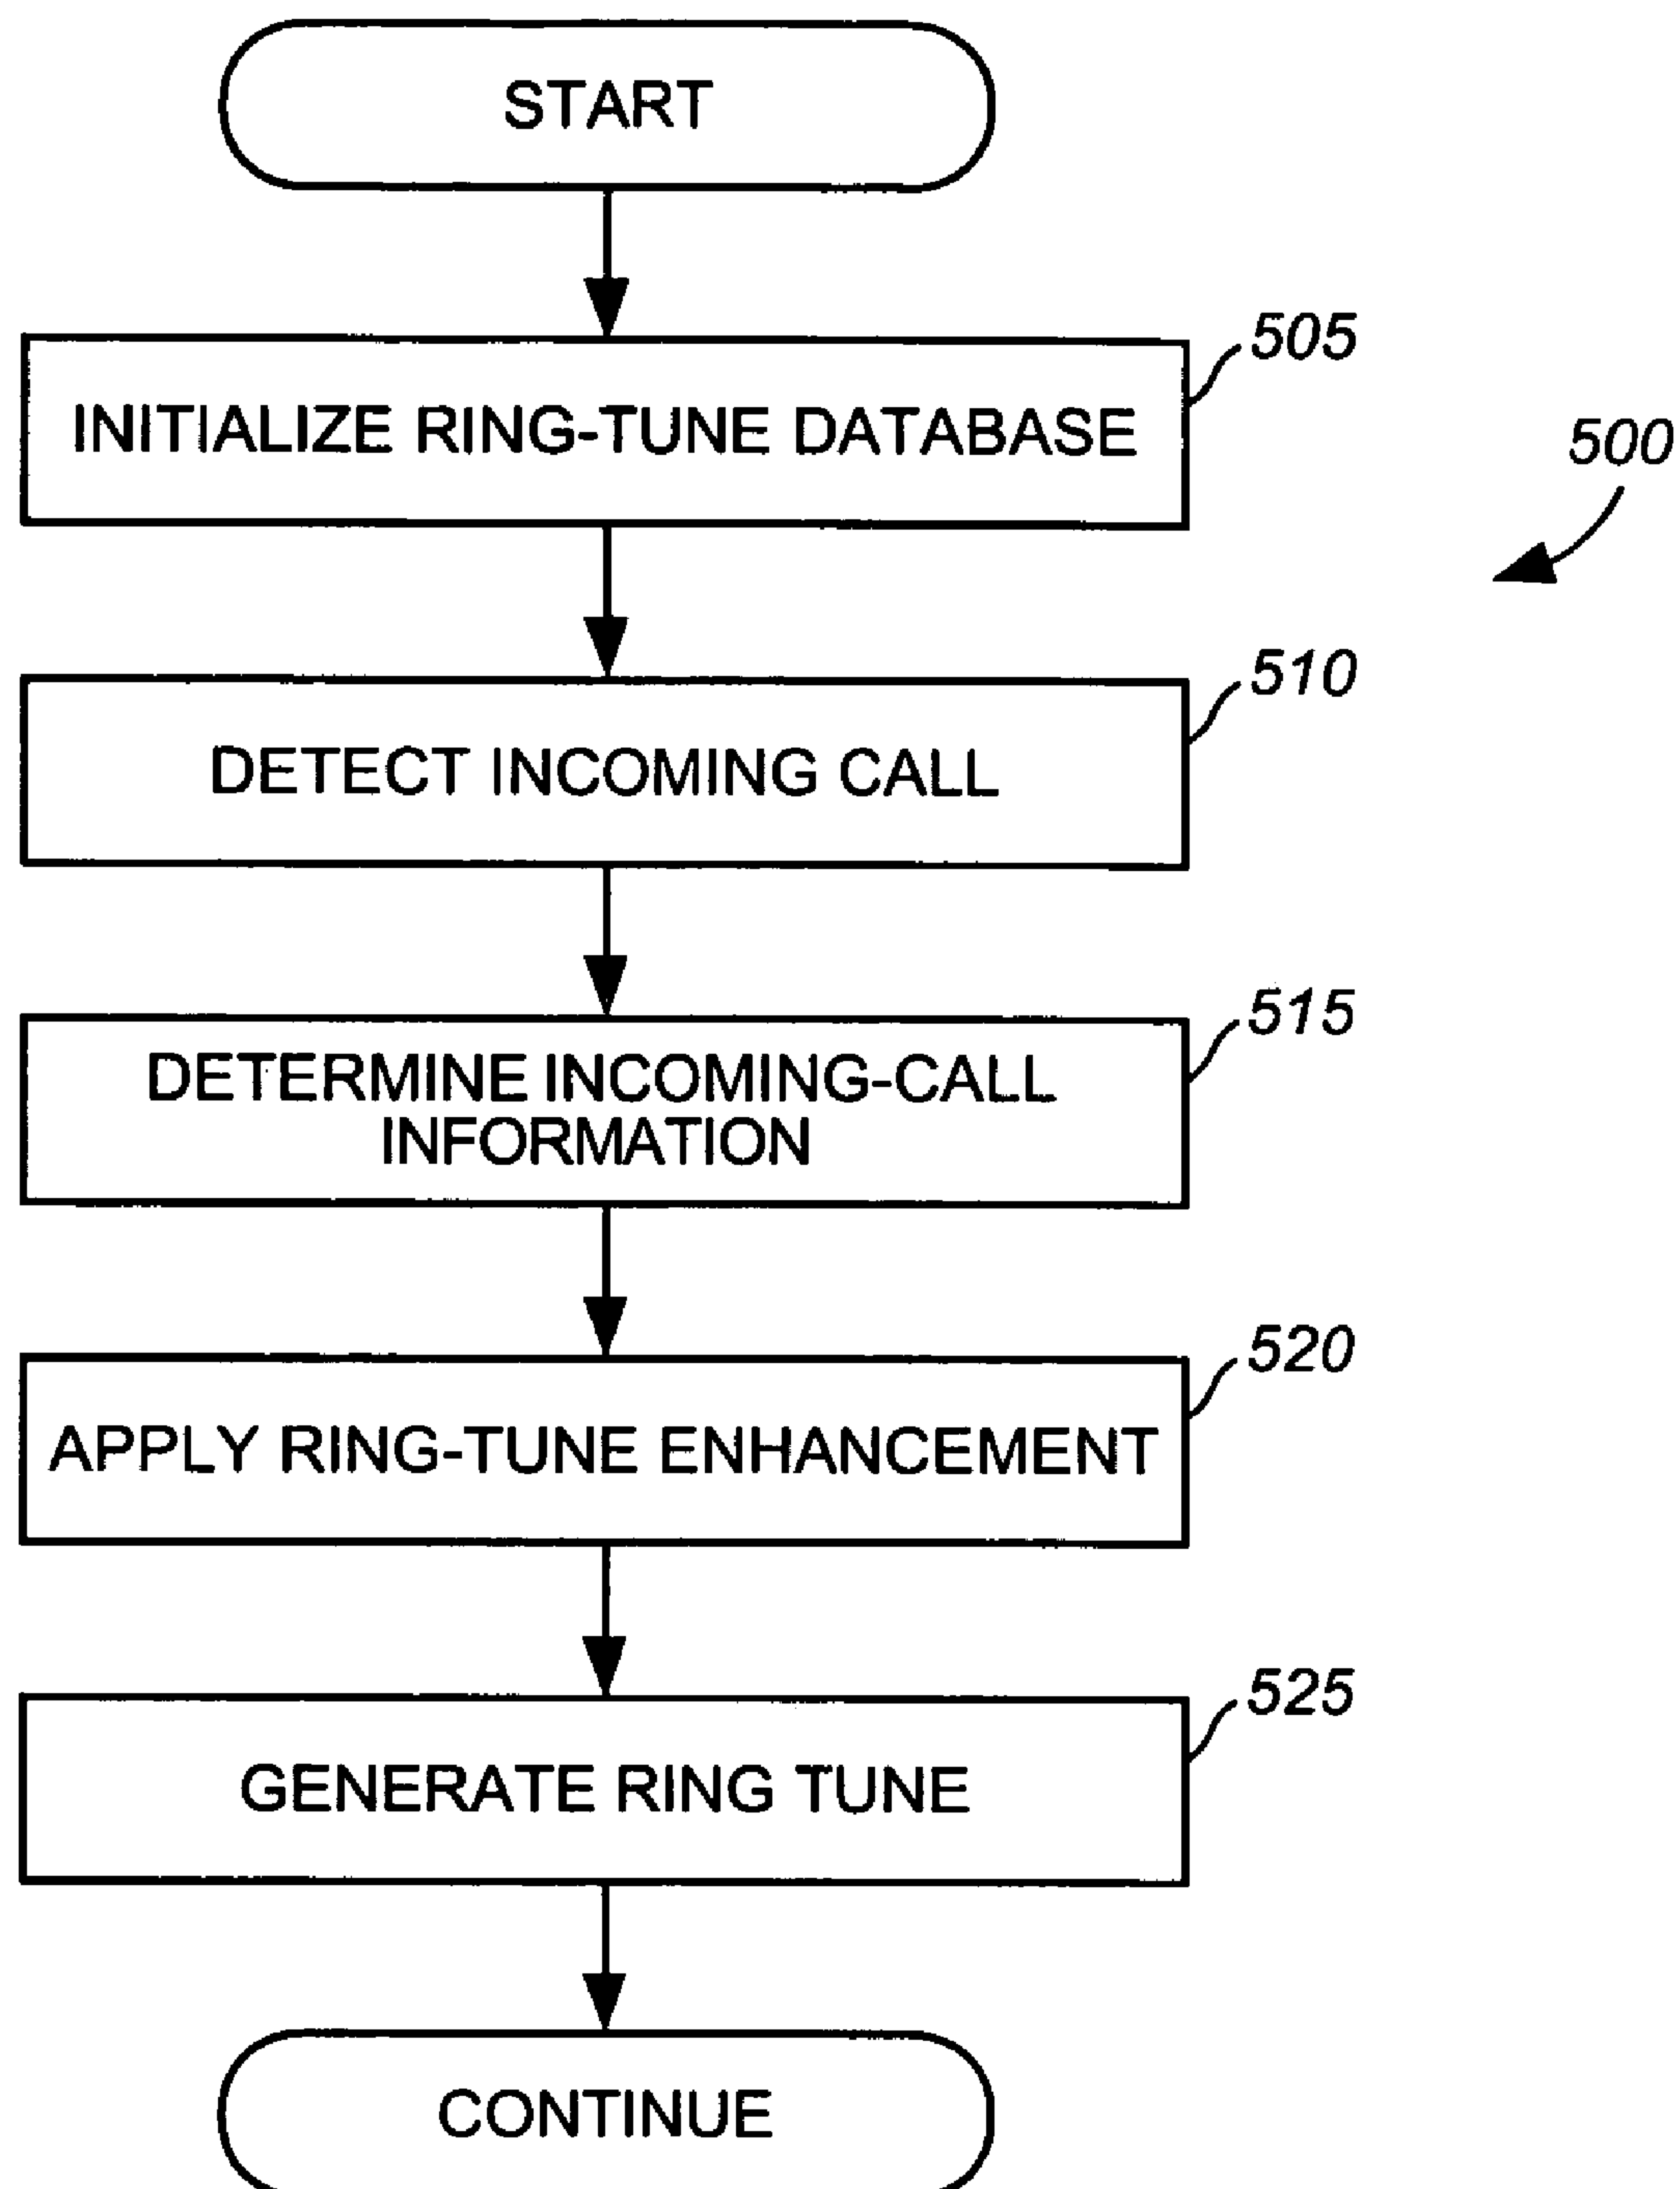 START
505
INITIALIZE RING-TUNE DATABASE
500
510
DETECT INCOMING CALL
515
DETERMINE INCOMING-CALL
INFORMATION
520
APPLY RING-TUNE ENHANCEMENT
525
GENERATE RING TUNE
CONTINUE